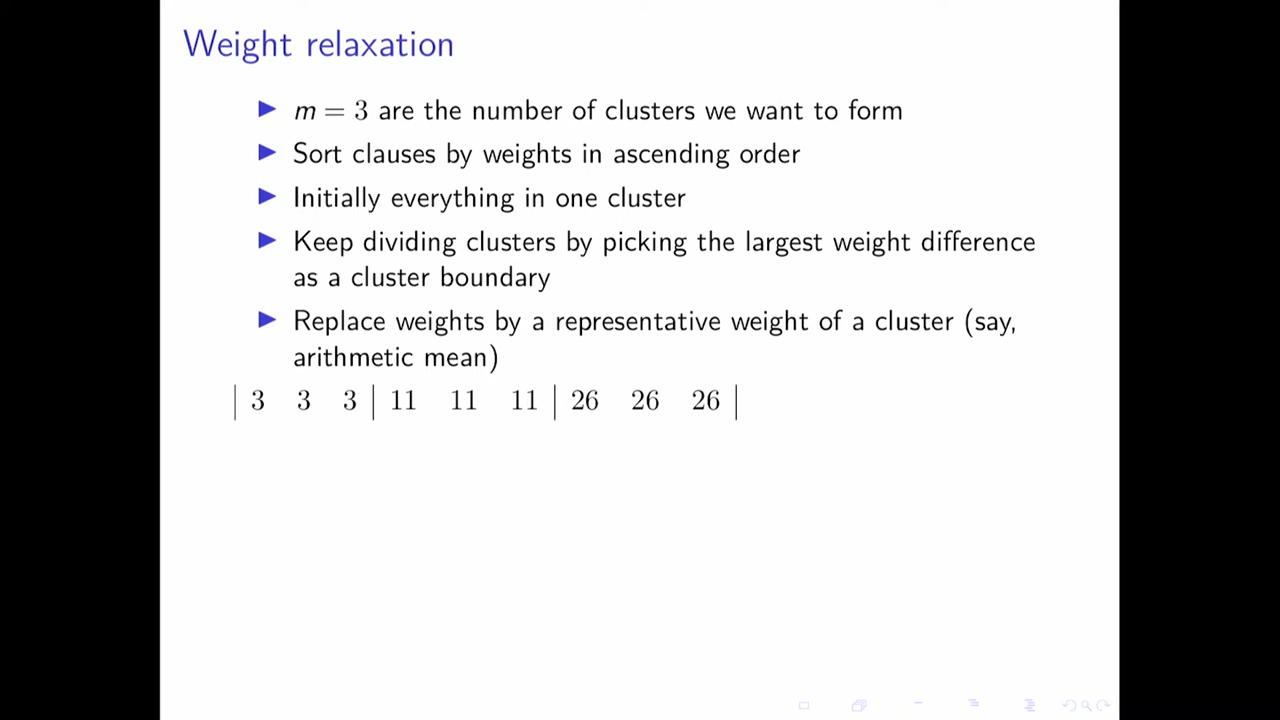 Weight relaxation
▶ m = 3 are the number of clusters we want to form
▶ Sort clauses by weights in ascending order
▶ Initially everything in one cluster
▶ Keep dividing clusters by picking the largest weight difference
as a cluster boundary
▶ Replace weights by a representative weight of a cluster (say,
arithmetic mean)
| 3 3 3 | 11 11 11 | 26 26 26 |